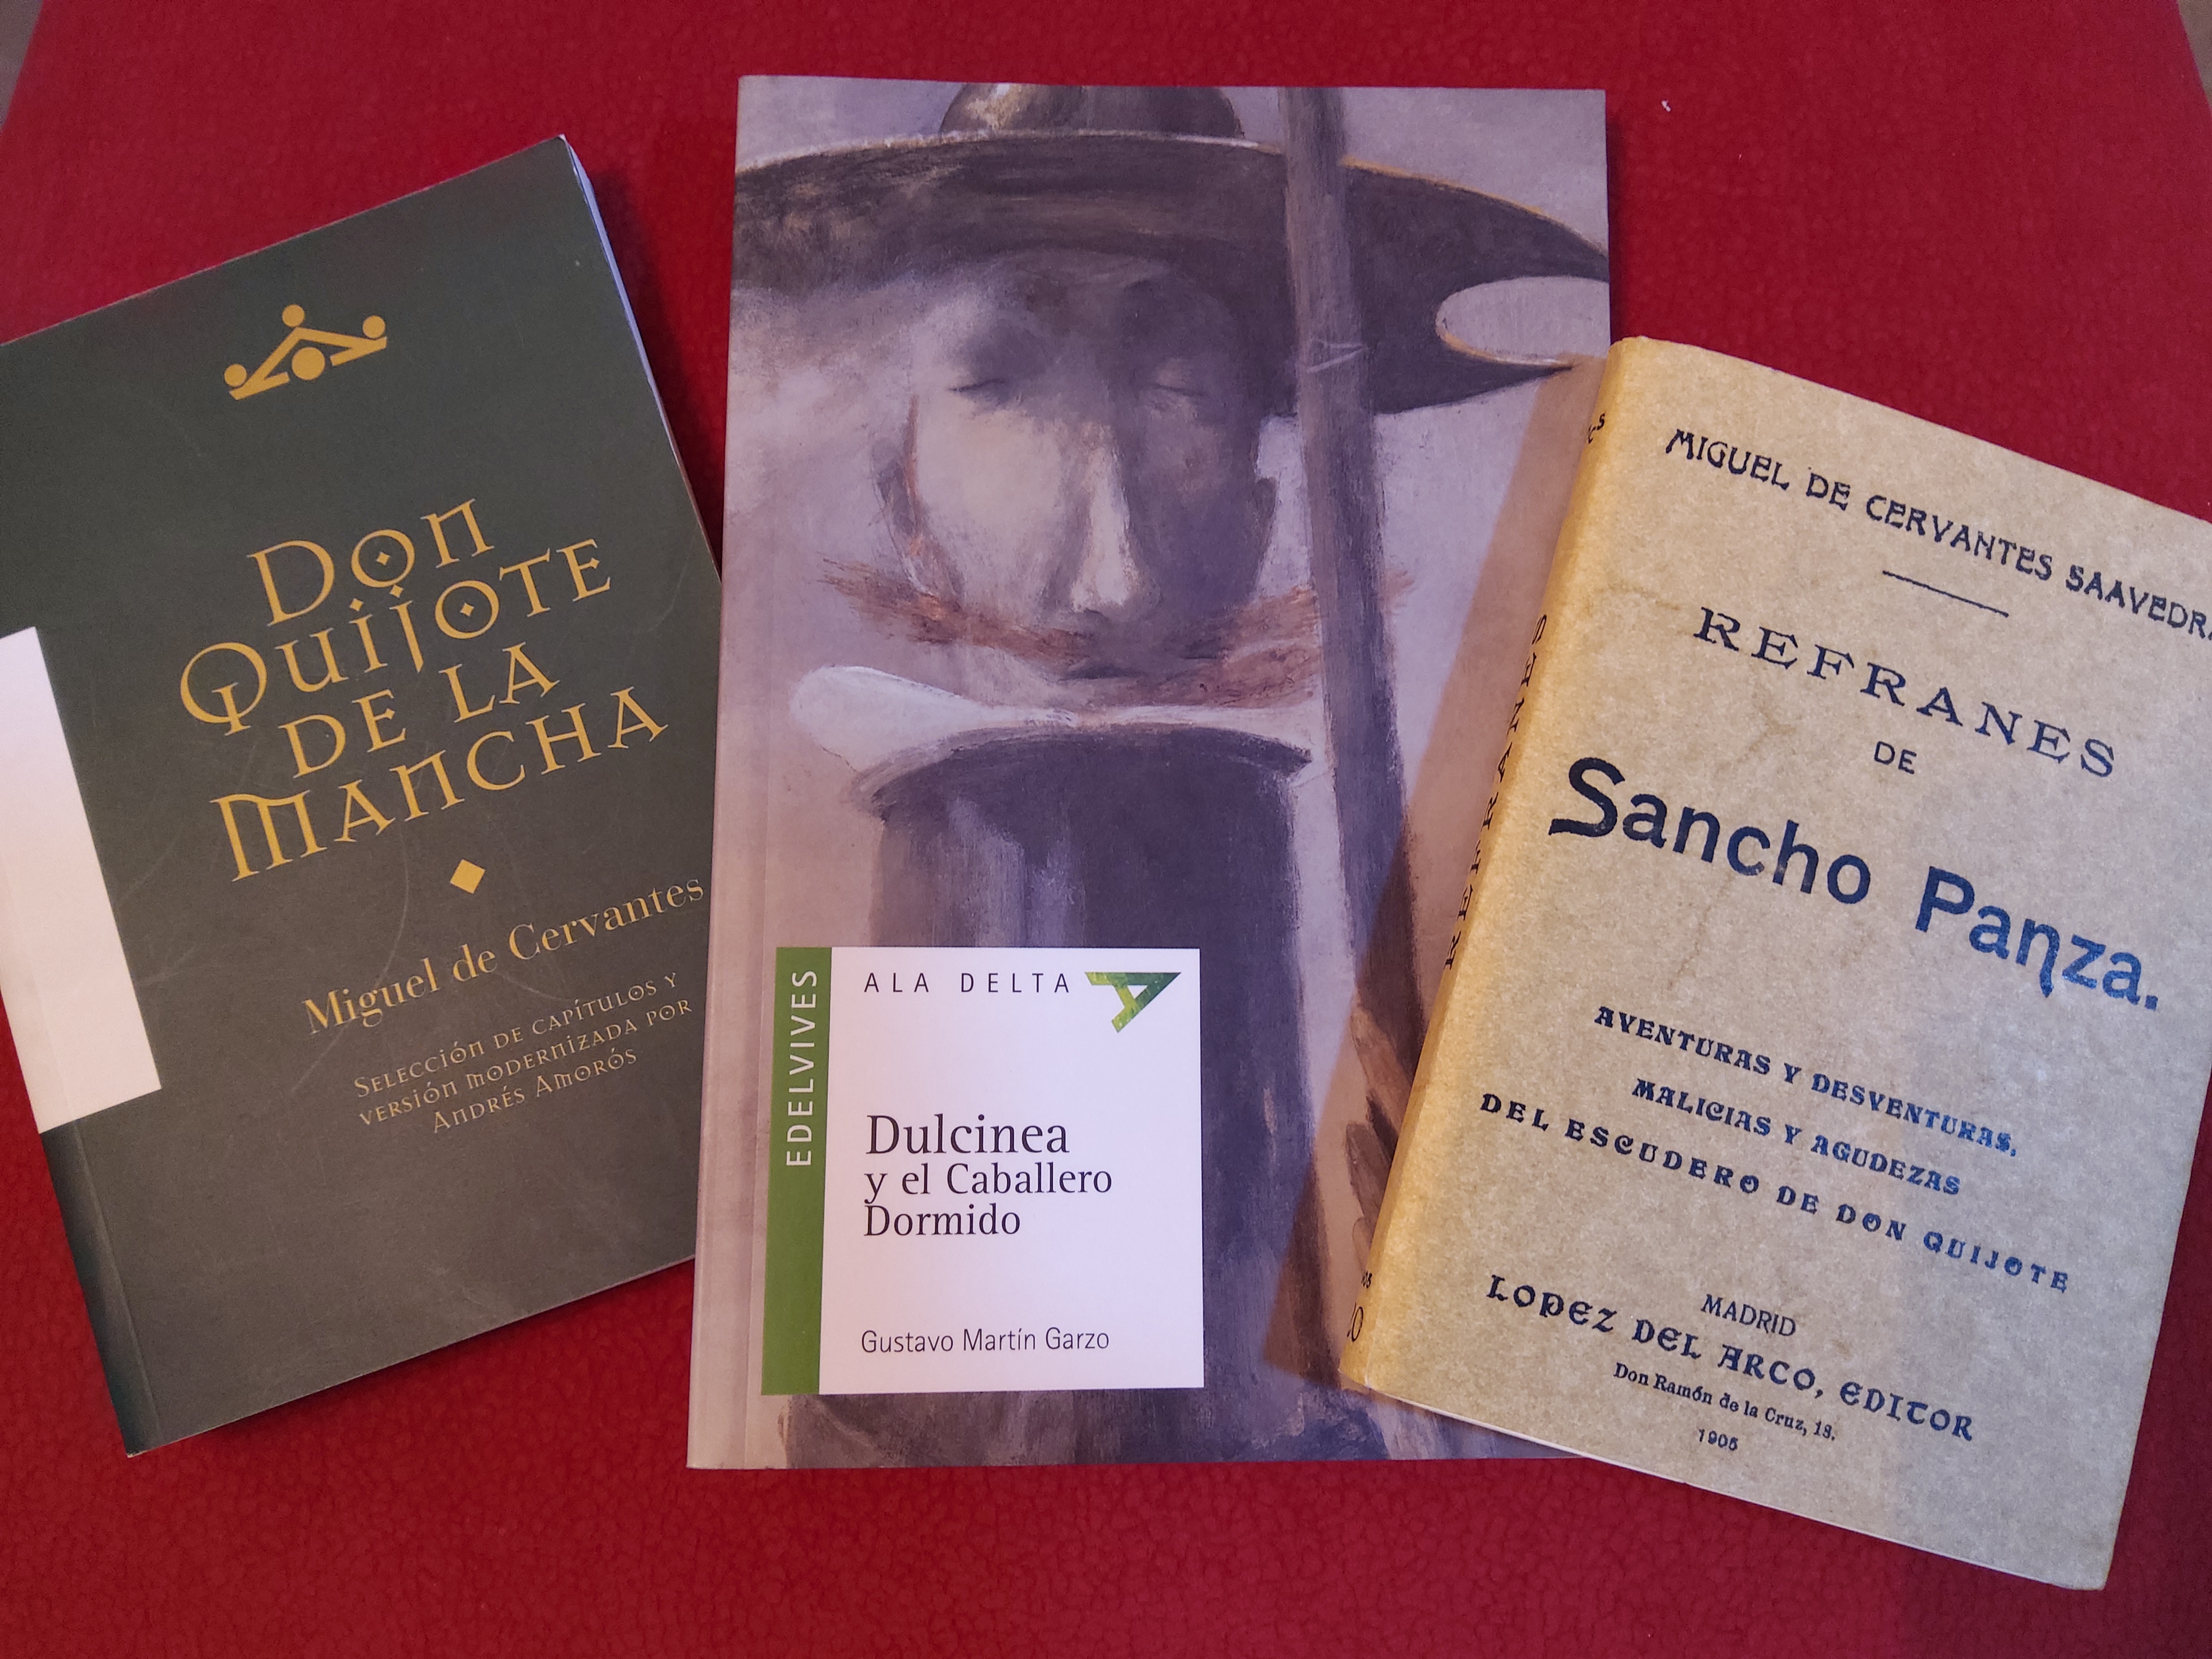 DON
QUIJOTE
DE LA
MANCHA
Miguel de Cervantes
SELECCIÓN DE CAPÍTULOS Y
VERSIÓN MODERNIZADA POR
ANDRÉS AMORÓS
EDELVIVES
ALA DELTA
Dulcinea
y el Caballero
Dormido
Gustavo Martín Garzo
MIGUEL DE CERVANTES SAAVEDRA
REFRANES
DE
Sancho Panza.
AVENTURAS Y DESVENTURAS,
MALICIAS Y AGUDEZAS
DEL ESCUDERO DE DON QUIJOTE
MADRID
LOPEZ DEL ARCO, EDITOR
Don Ramón de la Cruz, 18.
1905